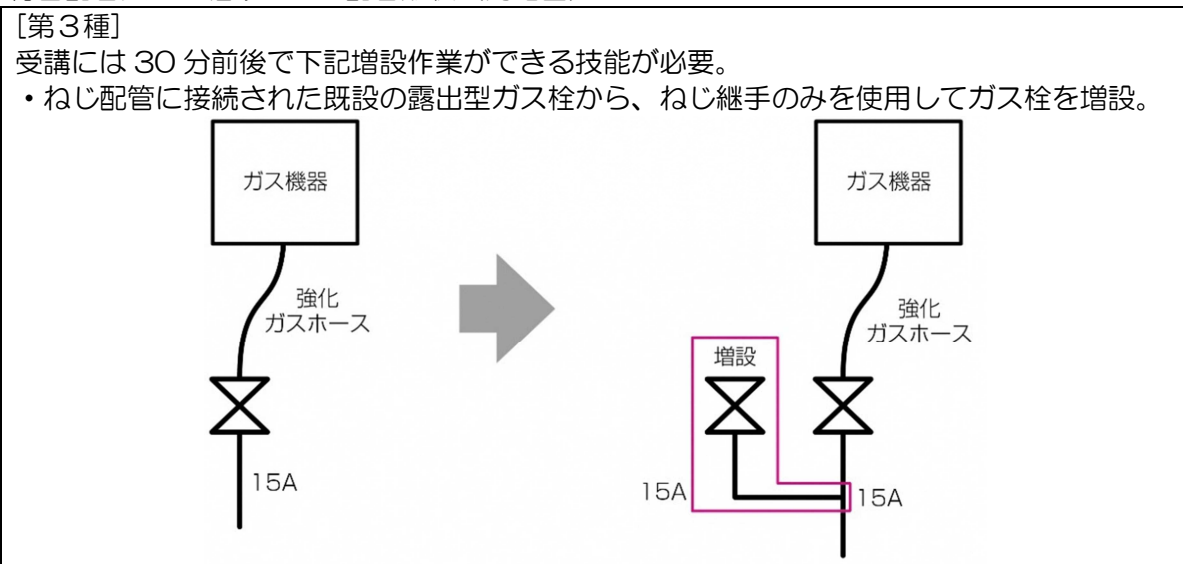 [第３種]
受講には 30 分前後で下記増設作業ができる技能が必要。
・ねじ配管に接続された既設の露出型ガス栓から、ねじ継手のみを使用してガス栓を増設。
ガス機器
強化
ガスホース
15A
ガス機器
強化
ガスホース
増設
15A
15A